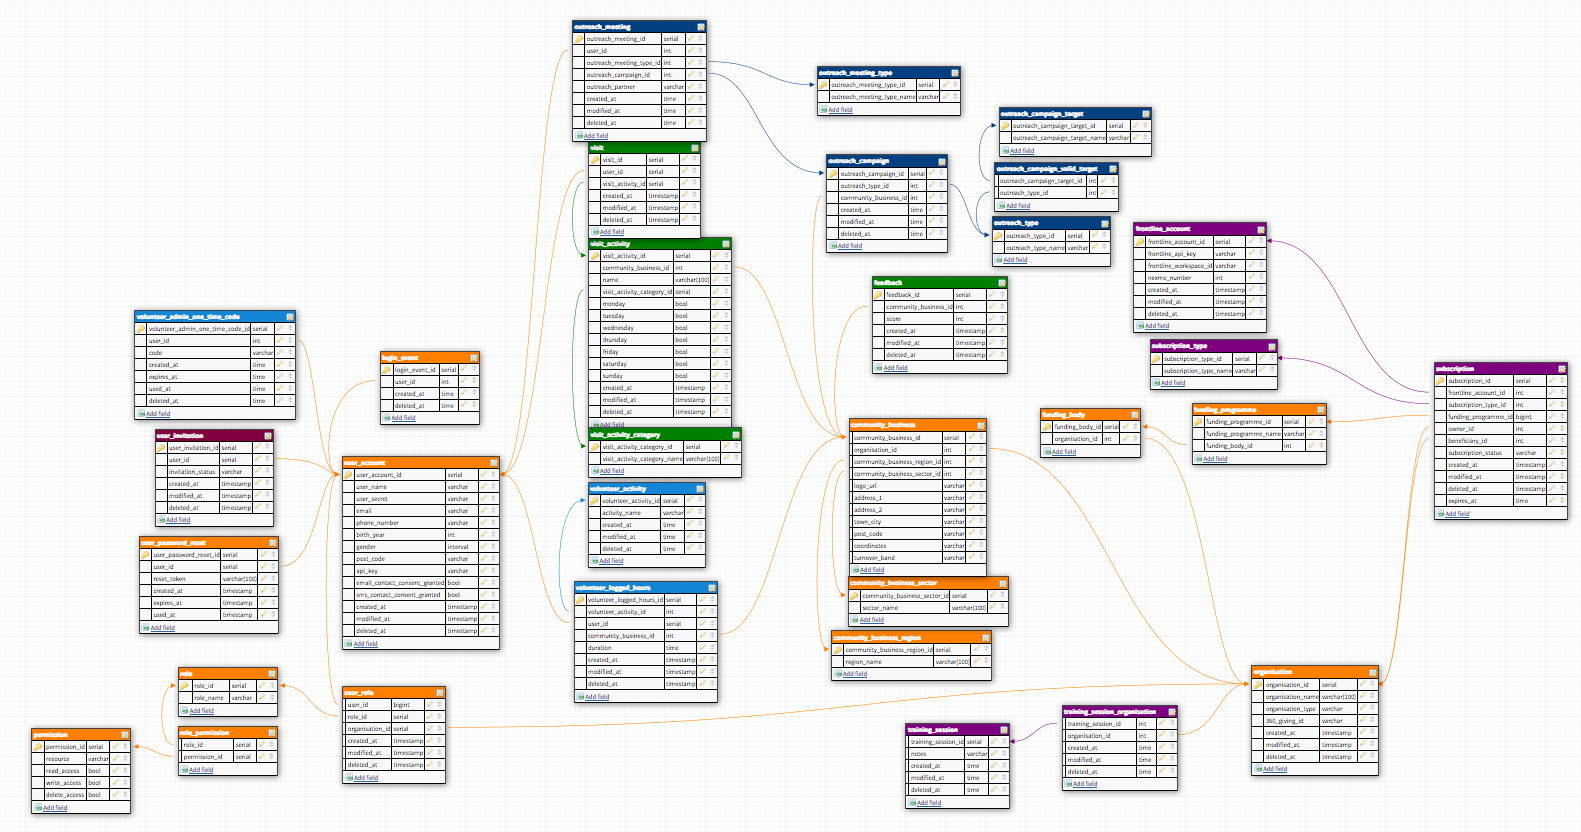 outreach_meeting
outreach_meeting_id serial
user_id int
outreach_meeting_type_id int
outreach_campaign_id int
outreach_partner varchar
created_at time
modified_at time
deleted_at time
Add field
outreach_meeting_type
outreach_meeting_type_id serial
outreach_meeting_type_name varchar
Add field
outreach_campaign_target
outreach_campaign_target_id serial
outreach_campaign_target_name varchar
Add field
visit
visit_id serial
user_id serial
visit_activity_id serial
created_at timestamp
modified_at timestamp
deleted_at timestamp
Add field
outreach_campaign
outreach_campaign_id serial
outreach_type_id int
community_business_id int
created_at time
modified_at time
deleted_at time
Add field
outreach_campaign_valid_target
outreach_campaign_target_id int
outreach_type_id int
Add field
outreach_type
outreach_type_id serial
outreach_type_name varchar
Add field
frontline_account
frontline_account_id serial
frontline_api_key varchar
frontline_workspace_id varchar
nexmo_number int
created_at timestamp
modified_at timestamp
deleted_at timestamp
Add field
visit_activity
visit_activity_id serial
community_business_id int
name varchar(100)
visit_activity_category_id serial
monday bool
tuesday bool
wednesday bool
thursday bool
friday bool
saturday bool
sunday bool
created_at timestamp
modified_at timestamp
deleted_at timestamp
Add field
feedback
feedback_id serial
community_business_id int
score int
created_at timestamp
modified_at timestamp
deleted_at timestamp
Add field
volunteer_admin_one_time_code
volunteer_admin_one_time_code_id serial
user_id int
code varchar
created_at time
expires_at time
used_at time
deleted_at time
Add field
login_event
login_event_id serial
user_id int
created_at time
deleted_at time
Add field
subscription_type
subscription_type_id serial
subscription_type_name varchar
Add field
subscription
subscription_id serial
frontline_account_id int
subscription_type_id int
funding_programme_id bigint
owner_id int
beneficiary_id int
subscription_status varchar
created_at timestamp
modified_at timestamp
deleted_at timestamp
expires_at time
Add field
funding_body
funding_body_id serial
organisation_id int
Add field
funding_programme
funding_programme_id serial
funding_programme_name varchar
funding_body_id int
Add field
user_invitation
user_invitation_id serial
user_id int
invitation_status varchar
created_at timestamp
modified_at timestamp
deleted_at timestamp
Add field
visit_activity_category
visit_activity_category_id serial
visit_activity_category_name varchar(100)
Add field
community_business
community_business_id serial
organisation_id int
community_business_region_id int
community_business_sector_id int
logo_url varchar
address_1 varchar
address_2 varchar
town_city varchar
post_code varchar
coordinates varchar
turnover_band varchar
Add field
user_account
user_account_id serial
user_name varchar
user_secret varchar
email varchar
phone_number varchar
birth_year int
gender interval
post_code varchar
api_key varchar
email_contact_consent_granted bool
sms_contact_consent_granted bool
created_at timestamp
modified_at timestamp
deleted_at timestamp
Add field
volunteer_activity
volunteer_activity_id serial
activity_name varchar
created_at time
modified_at time
deleted_at time
Add field
user_password_reset
user_password_reset_id serial
user_id serial
reset_token varchar(100)
created_at timestamp
expires_at timestamp
used_at timestamp
Add field
volunteer_logged_hours
volunteer_logged_hours_id serial
volunteer_activity_id int
user_id serial
community_business_id int
duration time
created_at timestamp
modified_at timestamp
deleted_at timestamp
Add field
community_business_sector
community_business_sector_id serial
sector_name varchar(100)
Add field
community_business_region
community_business_region_id serial
region_name varchar(100)
Add field
role
role_id serial
role_name varchar
Add field
user_role
user_id bigint
role_id serial
organisation_id serial
created_at timestamp
modified_at timestamp
deleted_at timestamp
Add field
organisation
organisation_id serial
organisation_name varchar(100)
organisation_type varchar
360_giving_id varchar
created_at timestamp
modified_at timestamp
deleted_at timestamp
Add field
permission
permission_id serial
resource varchar
read_access bool
write_access bool
delete_access bool
Add field
role_permission
role_id serial
permission_id serial
Add field
training_session
training_session_id serial
notes varchar
created_at time
modified_at time
deleted_at time
Add field
training_session_organisation
training_session_id int
organisation_id int
created_at time
modified_at time
deleted_at time
Add field